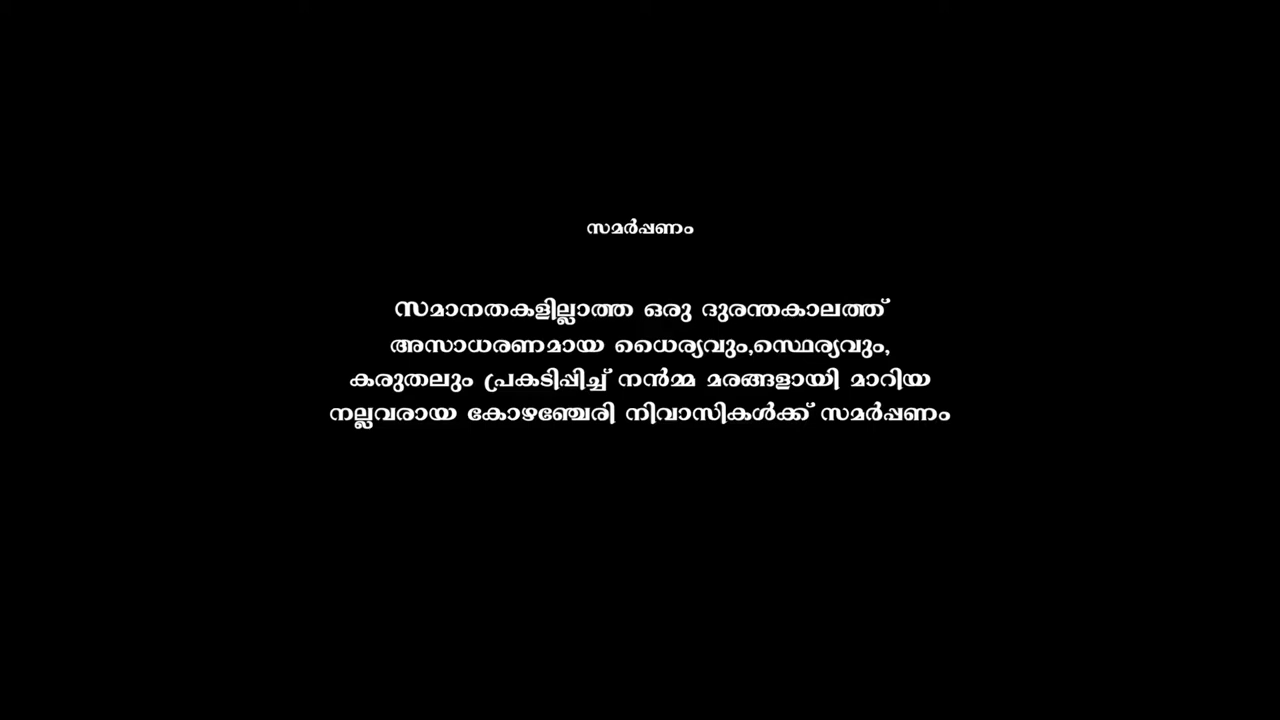 സമർപ്പണം
സമാനതകളില്ലാത്ത ഒരു ദുരന്തകാലത്ത്
അസാധരണമായ ധൈര്യവും,സ്ഥെര്യവും,
കരുതലും പ്രകടിപ്പിച്ച് നൻമ്മ മരങ്ങളായി മാറിയ
നല്ലവരായ കോഴഞ്ചേരി നിവാസികൾക്ക് സമർപ്പണം